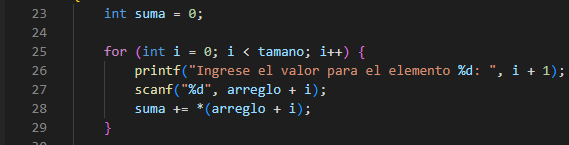 23 int suma = 0;
24
25 for (int i = 0; i < tamano; i++) {
26 printf("Ingrese el valor para el elemento %d: ", i + 1);
27 scanf("%d", arreglo + i);
28 suma += *(arreglo + i);
29 }